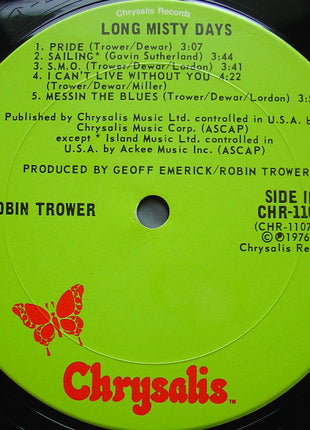 Chrysalis Records
LONG MISTY DAYS
1. PRIDE (Trower/Dewar) 3:07
2. SAILING* (Gavin Sutherland) 3:44
3. S.M.O. (Trower/Dewar/Lordon) 3:41
4. I CAN'T LIVE WITHOUT YOU 4:22
(Trower/Dewar/Miller)
5. MESSIN THE BLUES (Trower/Dewar/Lordon) 3:5
Published by Chrysalis Music Ltd. controlled in U.S.A. by
Chrysalis Music Corp. (ASCAP)
except * Island Music Ltd. controlled in
U.S.A. by Ackee Music Inc. (ASCAP)
PRODUCED BY GEOFF EMERICK/ROBIN TROWER
OBIN TROWER
SIDE II
CHR-110
(CHR-1107
© ℗ 1976
Chrysalis Re
Chrysalis
TM